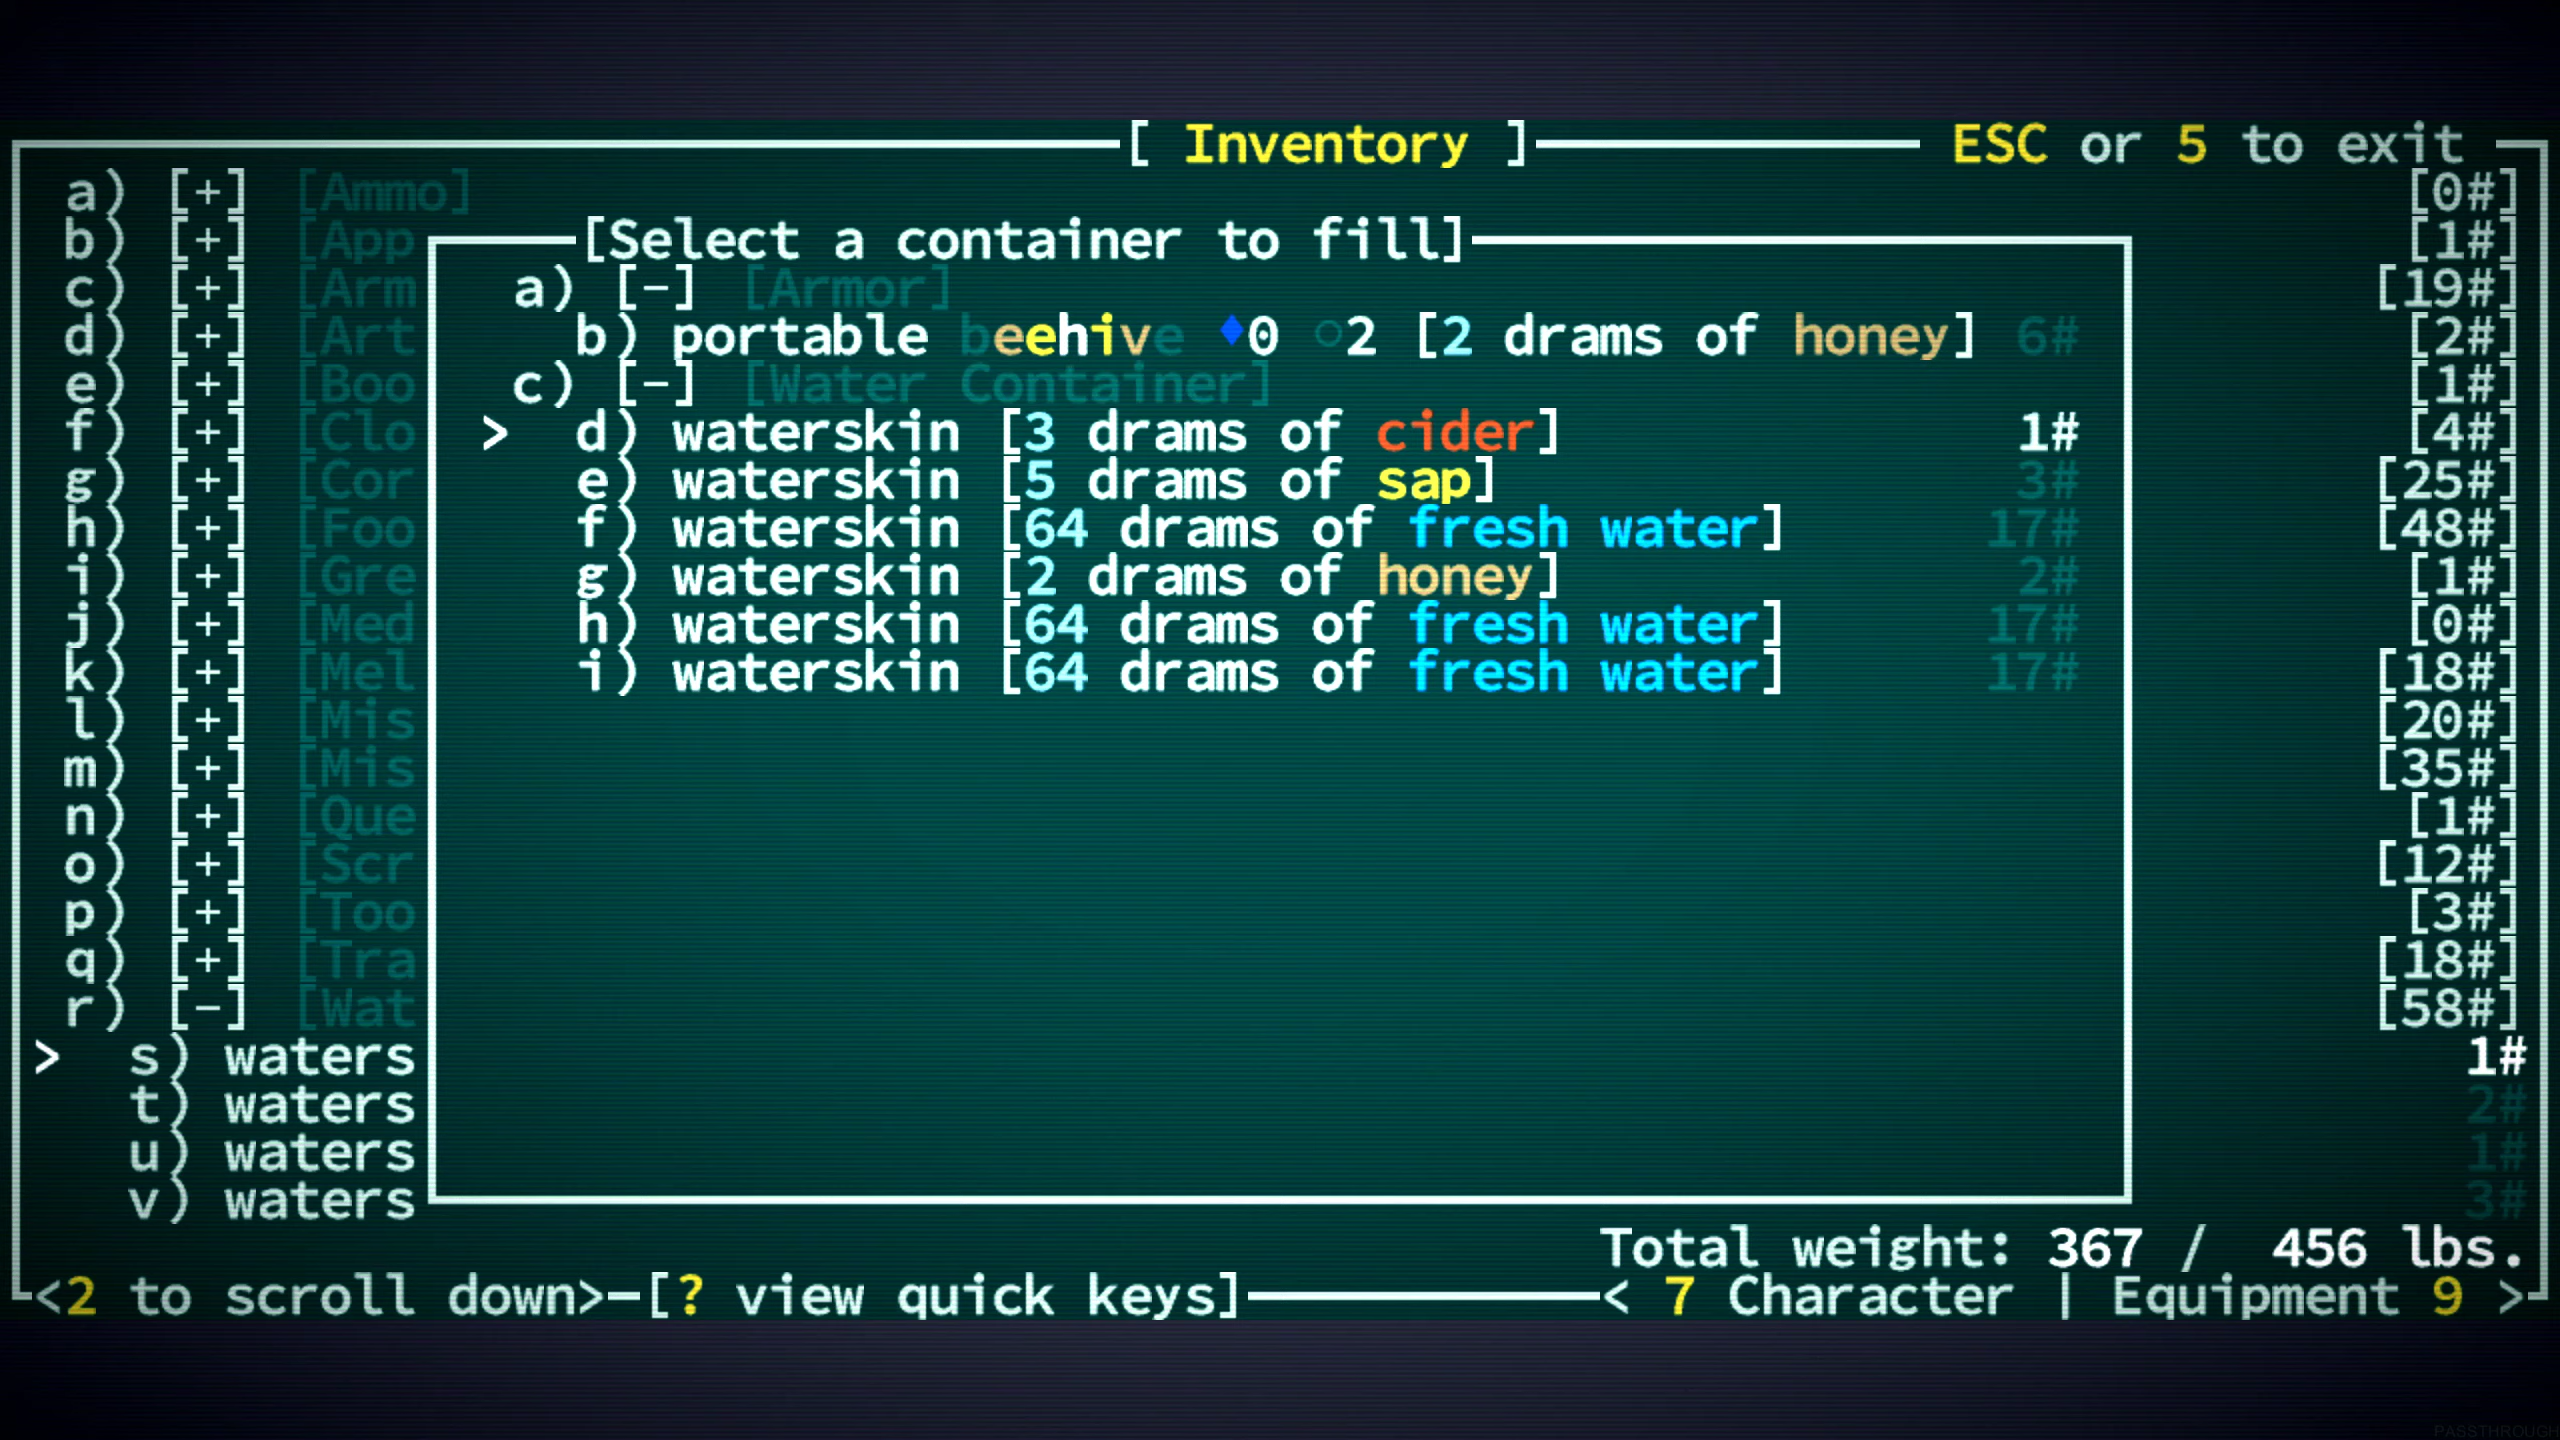 [ Inventory ] ESC or 5 to exit
a) [+] [Ammo] [0#]
b) [+] [App [1#]
[Select a container to fill]
c) [+] [Arm [19#]
a) [-] [Armor]
d) [+] [Art [2#]
b) portable beehive ♦0 ○2 [2 drams of honey] 6#
e) [+] [Boo [1#]
c) [-] [Water Container]
f) [+] [Clo [4#]
> d) waterskin [3 drams of cider] 1#
g) [+] [Cor [25#]
e) waterskin [5 drams of sap] 3#
h) [+] [Foo [48#]
f) waterskin [64 drams of fresh water] 17#
i) [+] [Gre [1#]
g) waterskin [2 drams of honey] 2#
j) [+] [Med [0#]
h) waterskin [64 drams of fresh water] 17#
k) [+] [Mel [18#]
i) waterskin [64 drams of fresh water] 17#
l) [+] [Mis [20#]
m) [+] [Mis [35#]
n) [+] [Que [1#]
o) [+] [Scr [12#]
p) [+] [Too [3#]
q) [+] [Tra [18#]
r) [-] [Wat [58#]
> s) waters 1#
t) waters 2#
u) waters 1#
v) waters 3#
Total weight: 367 / 456 lbs.
<2 to scroll down> [? view quick keys] < 7 Character | Equipment 9 >
PASSTHROUGH